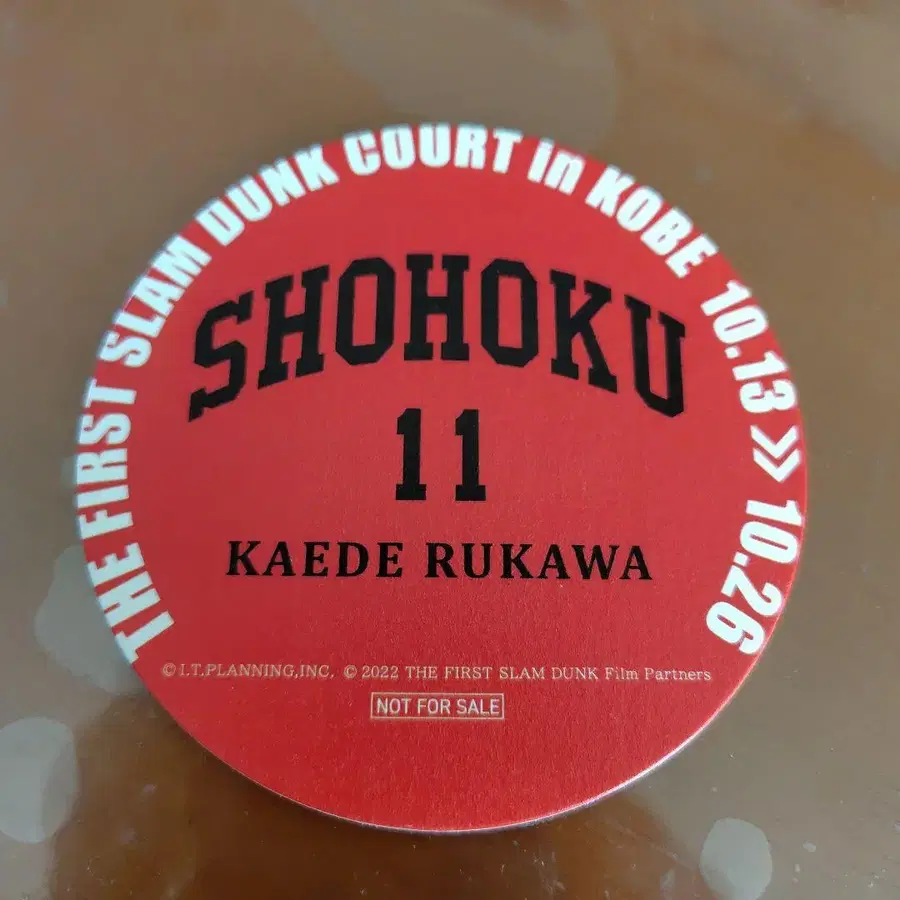 THE FIRST SLAM DUNK COURT in KOBE 10.13 >> 10.26
SHOHOKU
11
KAEDE RUKAWA
© I.T.PLANNING,INC. © 2022 THE FIRST SLAM DUNK Film Partners
NOT FOR SALE